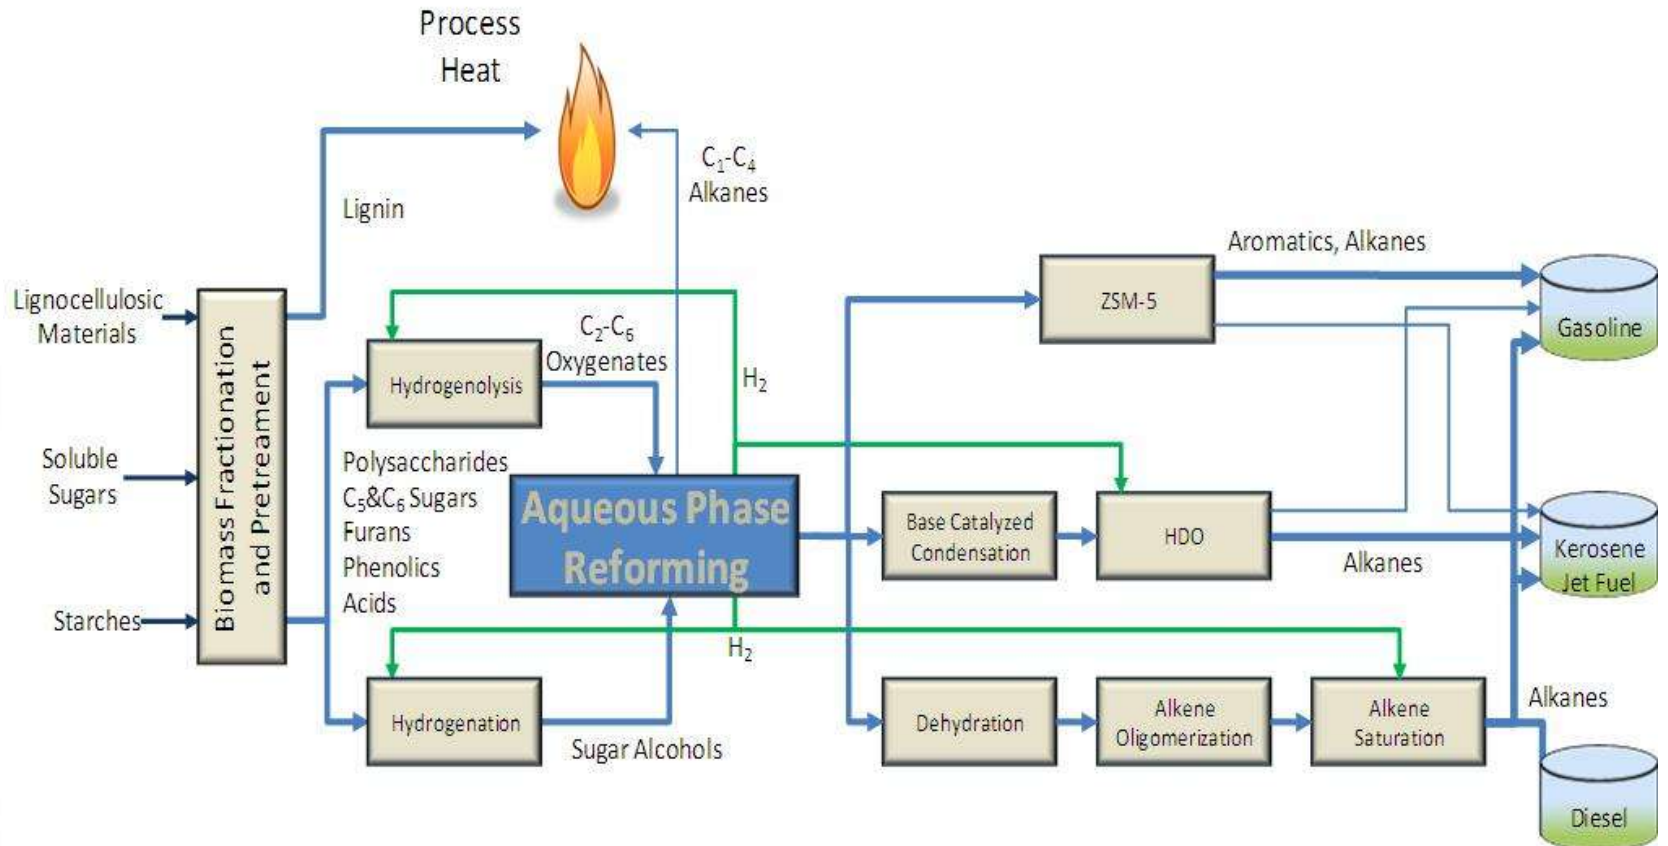 Process
Heat
C₁-C₄
Alkanes
Lignin
Aromatics, Alkanes
Lignocellulosic
Materials
Biomass Fractionation
and Pretreament
ZSM-5
Gasoline
C₂-C₆
Oxygenates
Hydrogenolysis
H₂
Soluble
Sugars
Polysaccharides
C₅&C₆ Sugars
Furans
Phenolics
Acids
Aqueous Phase
Reforming
Base Catalyzed
Condensation
HDO
Alkanes
Kerosene
Jet Fuel
Starches
H₂
Hydrogenation
Sugar Alcohols
Dehydration
Alkene
Oligomerization
Alkene
Saturation
Alkanes
Diesel